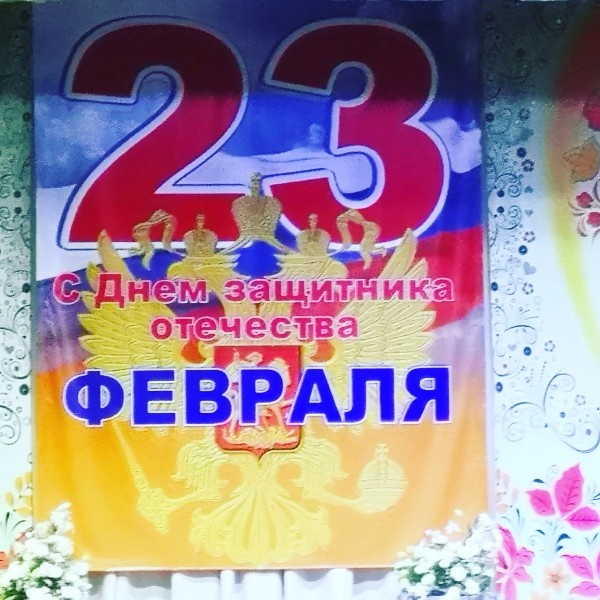 23
С Днем защитника
отечества
ФЕВРАЛЯ